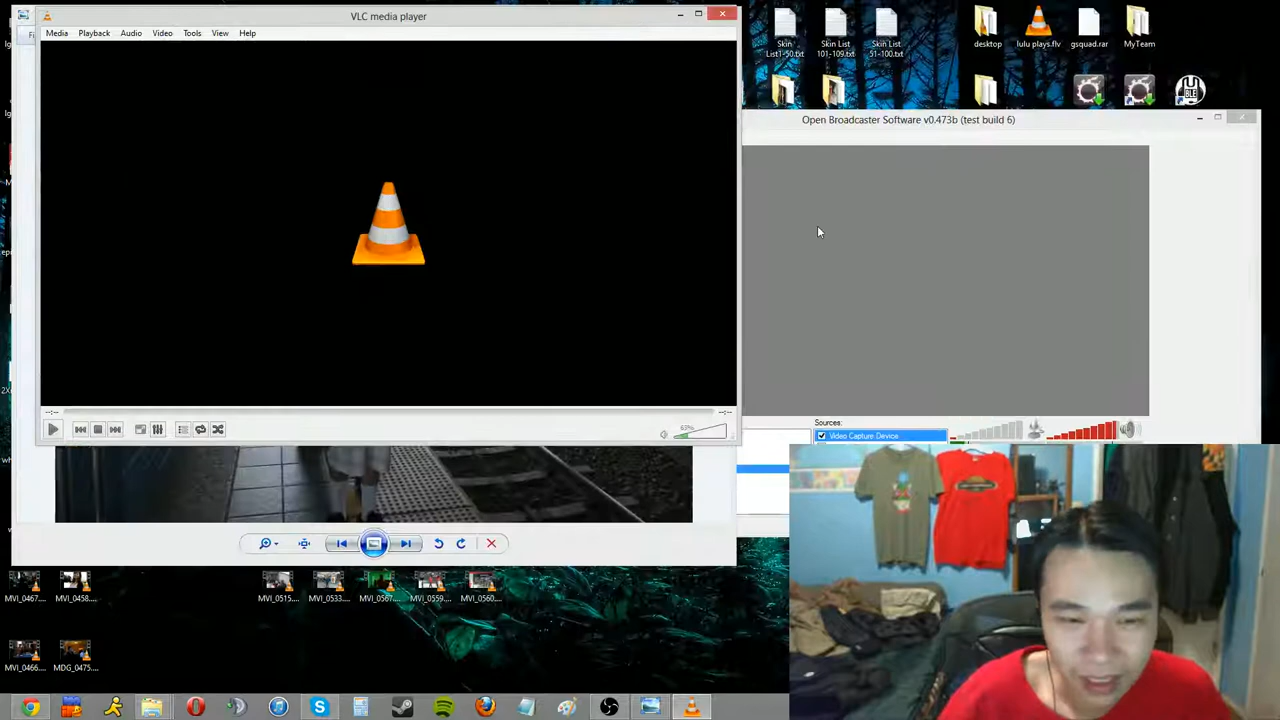 VLC media player
Media Playback Audio Video Tools View Help
--:--
--:--
63%
Skin List1-50.txt
Skin List 101-109.txt
Skin List 51-100.txt
desktop
lulu plays.flv
gsquad.rar
MyTeam
Open Broadcaster Software v0.473b (test build 6)
Sources:
Video Capture Device
MVI_0467....
MVI_0458....
MVI_0515....
MVI_0533....
MVI_0567....
MVI_0559....
MVI_0560....
MVI_0466....
MDG_0475....